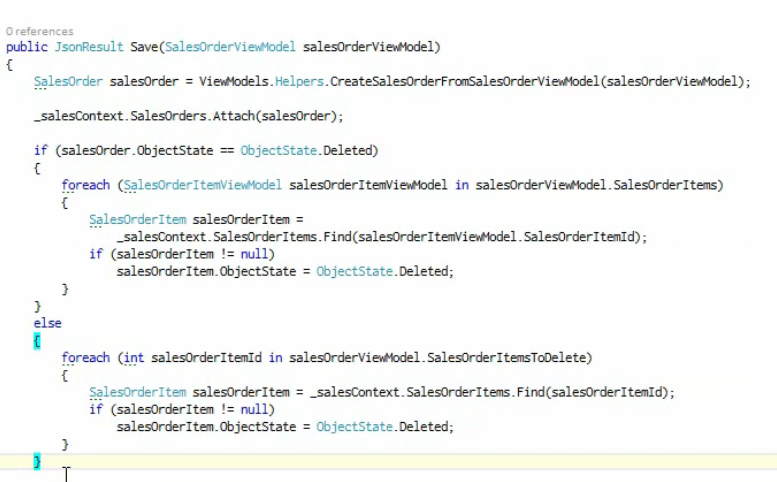 0 references
public JsonResult Save(SalesOrderViewModel salesOrderViewModel)
{
    SalesOrder salesOrder = ViewModels.Helpers.CreateSalesOrderFromSalesOrderViewModel(salesOrderViewModel);
    _salesContext.SalesOrders.Attach(salesOrder);
    if (salesOrder.ObjectState == ObjectState.Deleted)
    {
        foreach (SalesOrderItemViewModel salesOrderItemViewModel in salesOrderViewModel.SalesOrderItems)
        {
            SalesOrderItem salesOrderItem =
                _salesContext.SalesOrderItems.Find(salesOrderItemViewModel.SalesOrderItemId);
            if (salesOrderItem != null)
                salesOrderItem.ObjectState = ObjectState.Deleted;
        }
    }
    else
    {
        foreach (int salesOrderItemId in salesOrderViewModel.SalesOrderItemsToDelete)
        {
            SalesOrderItem salesOrderItem = _salesContext.SalesOrderItems.Find(salesOrderItemId);
            if (salesOrderItem != null)
                salesOrderItem.ObjectState = ObjectState.Deleted;
        }
    }